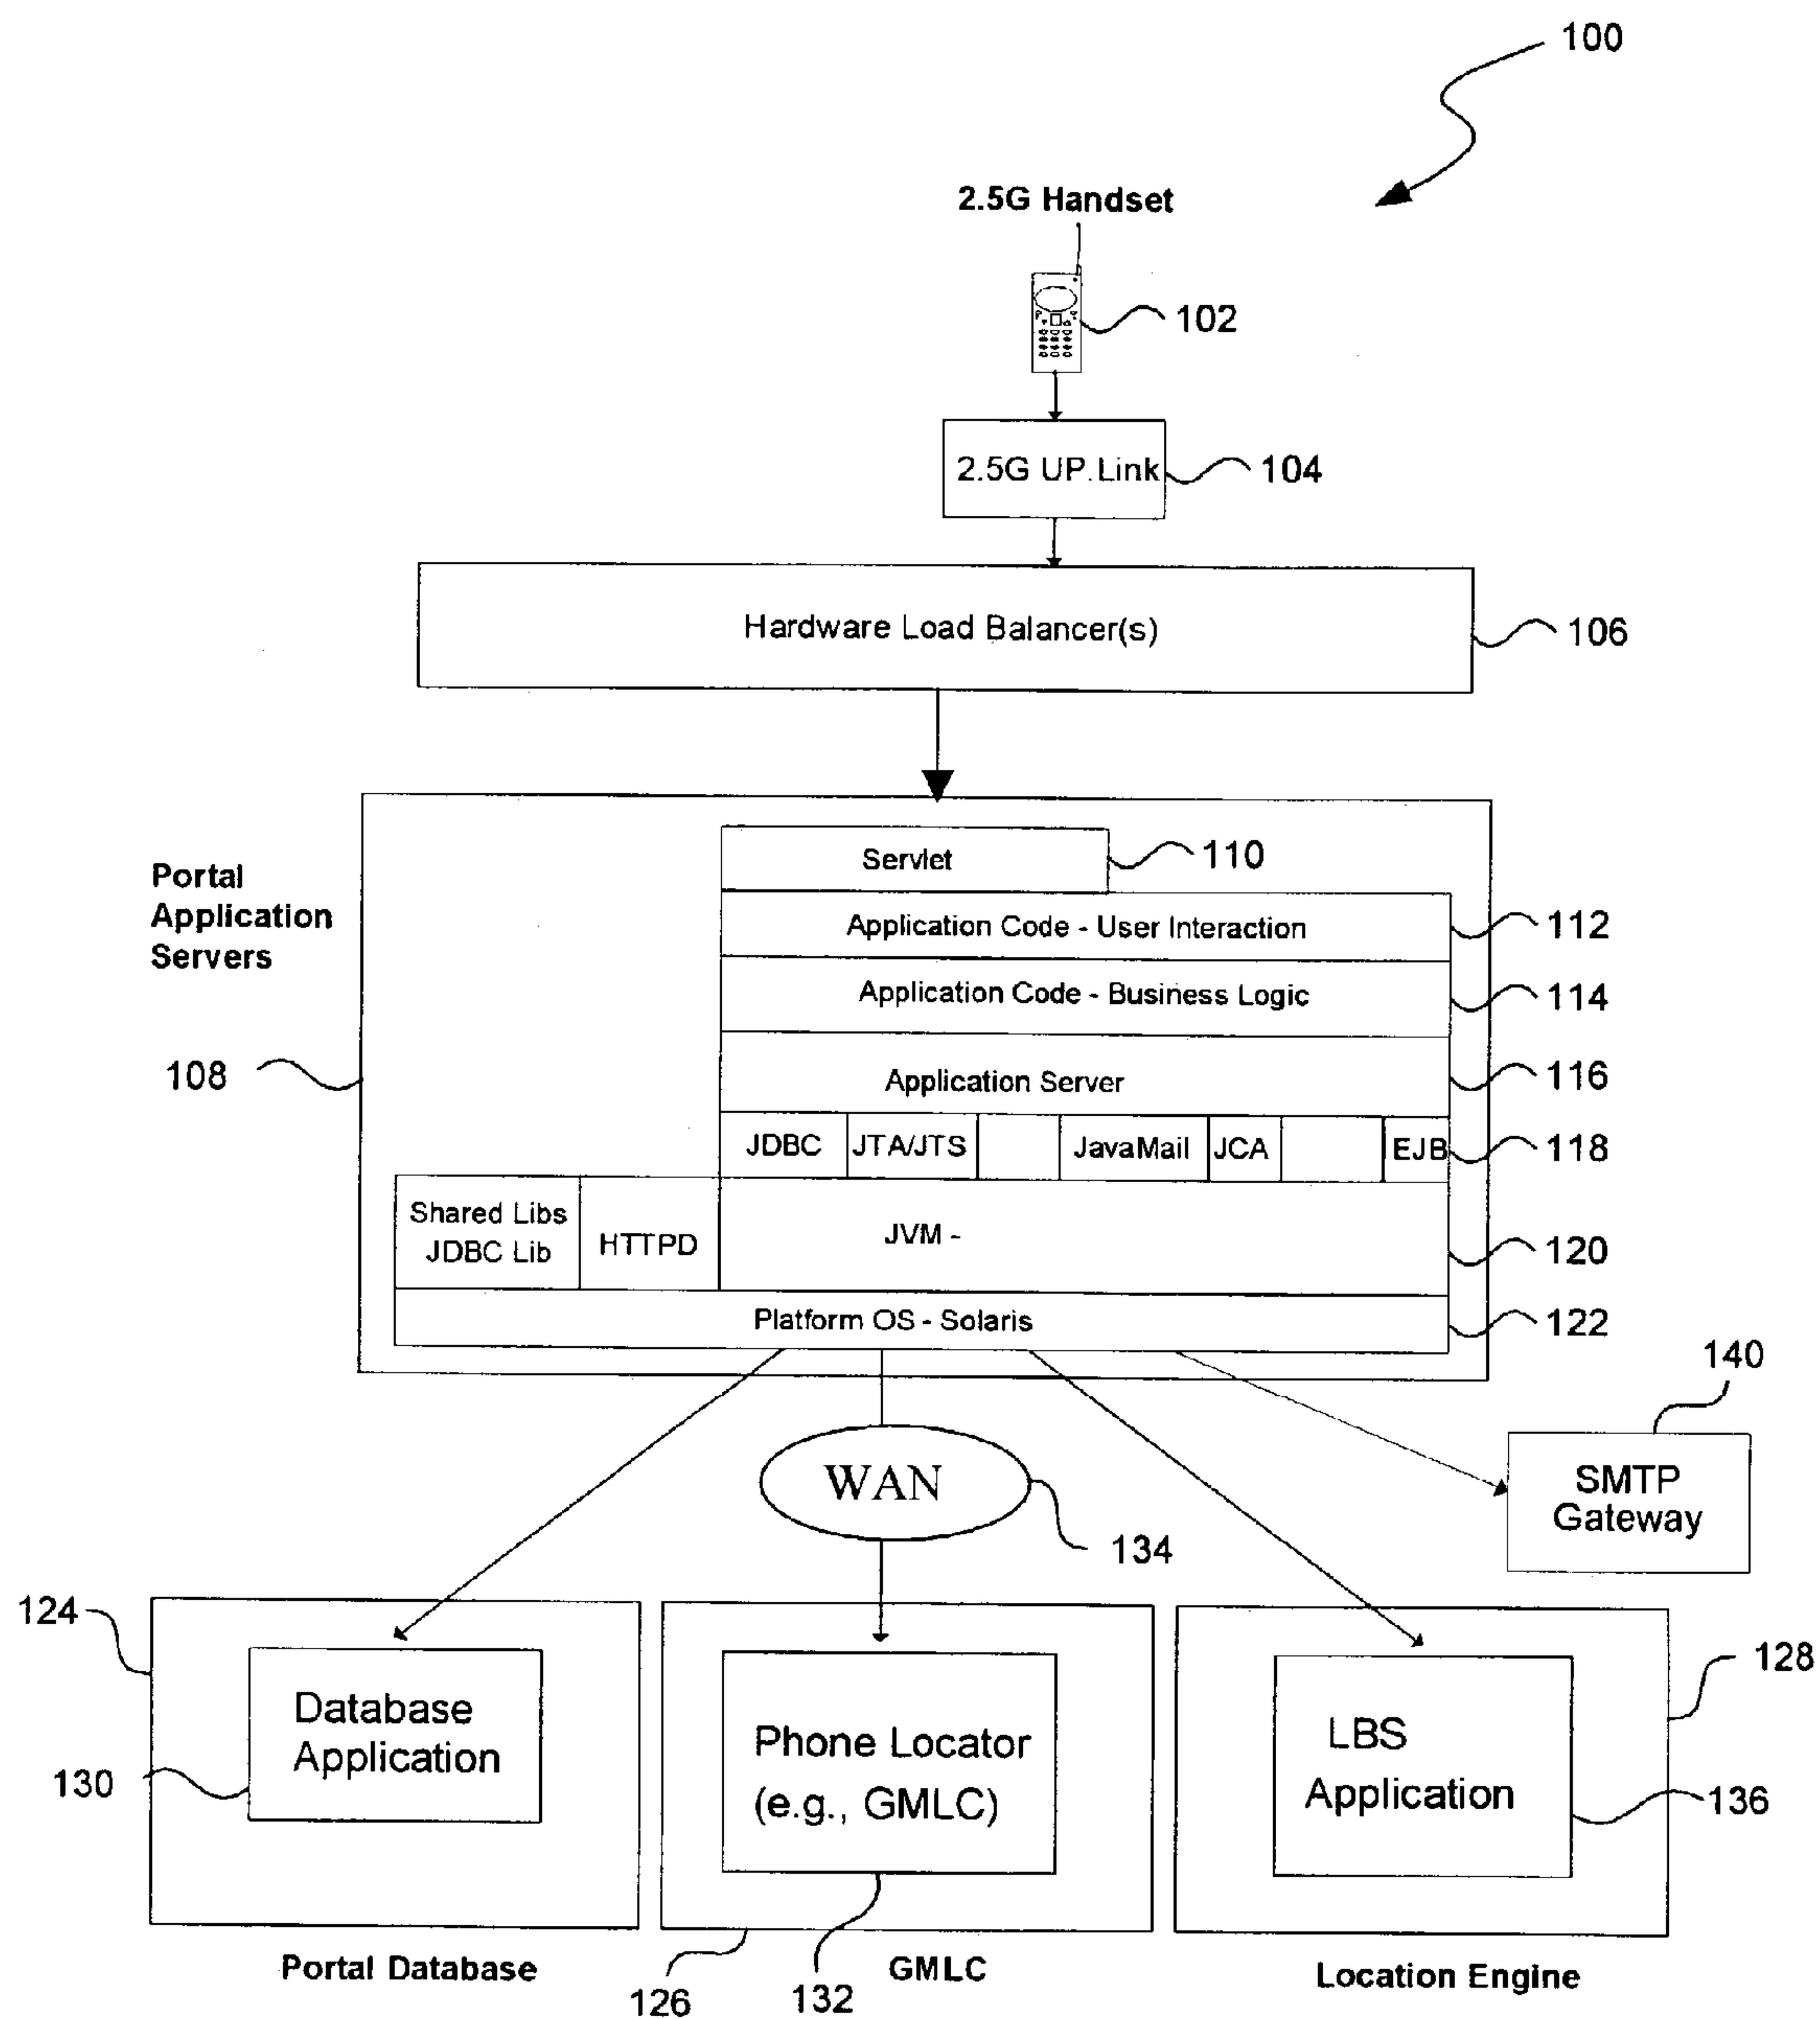 100
2.5G Handset
102
2.5G UP.Link
104
Hardware Load Balancer(s)
106
Portal
Application
Servers
108
Servlet
110
Application Code - User Interaction
112
Application Code - Business Logic
114
Application Server
116
JDBC
JTA/JTS
JavaMail
JCA
EJB
118
Shared Libs
JDBC Lib
HTTPD
JVM -
120
Platform OS - Solaris
122
140
SMTP
Gateway
WAN
134
124
Database
Application
130
Phone Locator
(e.g., GMLC)
LBS
Application
128
136
Portal Database
126
132
GMLC
Location Engine